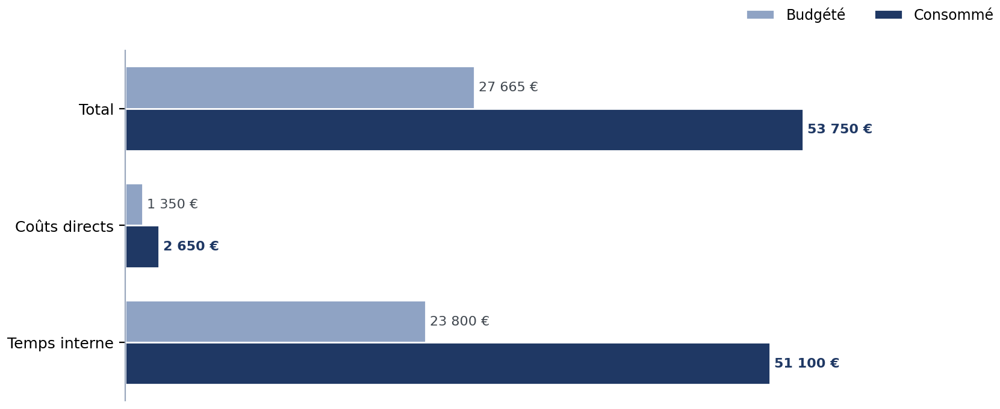 Budgété
Consommé
Total
27 665 €
53 750 €
Coûts directs
1 350 €
2 650 €
Temps interne
23 800 €
51 100 €